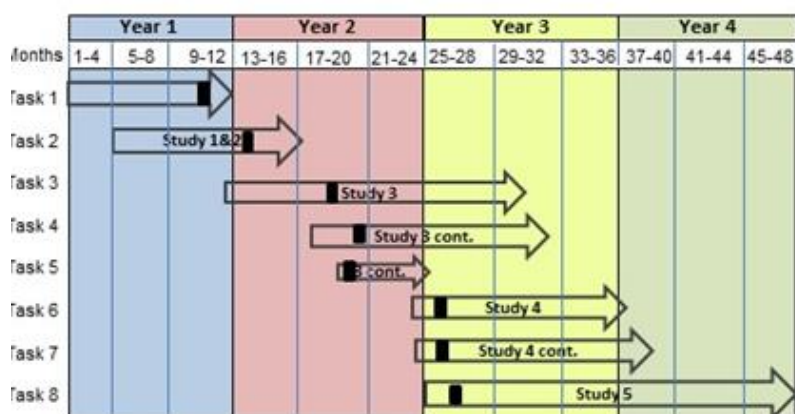 Year 1 Year 2 Year 3 Year 4
Months 1-4 5-8 9-12 13-16 17-20 21-24 25-28 29-32 33-36 37-40 41-44 45-48
Task 1
Task 2 Study 1&2
Task 3 Study 3
Task 4 Study 3 cont.
Task 5 3 cont.
Task 6 Study 4
Task 7 Study 4 cont.
Task 8 Study 5